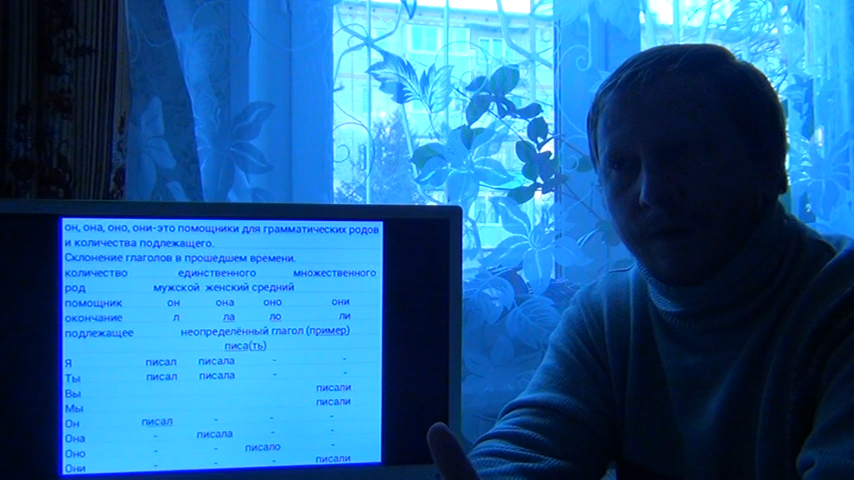 он, она, оно, они-это помощники для грамматических родов
и количества подлежащего.
Склонение глаголов в прошедшем времени.
количество единственного множественного
род мужской женский средний
помощник он она оно они
окончание л ла ло ли
подлежащее неопределённый глагол (пример)
писа(ть)
Я писал писала - -
Ты писал писала - -
Вы писали
Мы писали
Он писал - - -
Она - писала - -
Оно - - писало -
Они - - - писали